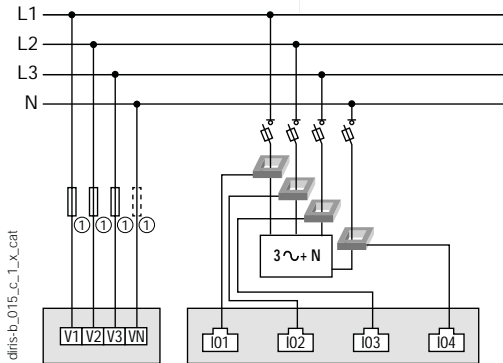 L1
L2
L3
N
① ① ① ①
3 ∿ + N
V1 V2 V3 VN
I01 I02 I03 I04
diris-b_015_c_1_x_cat